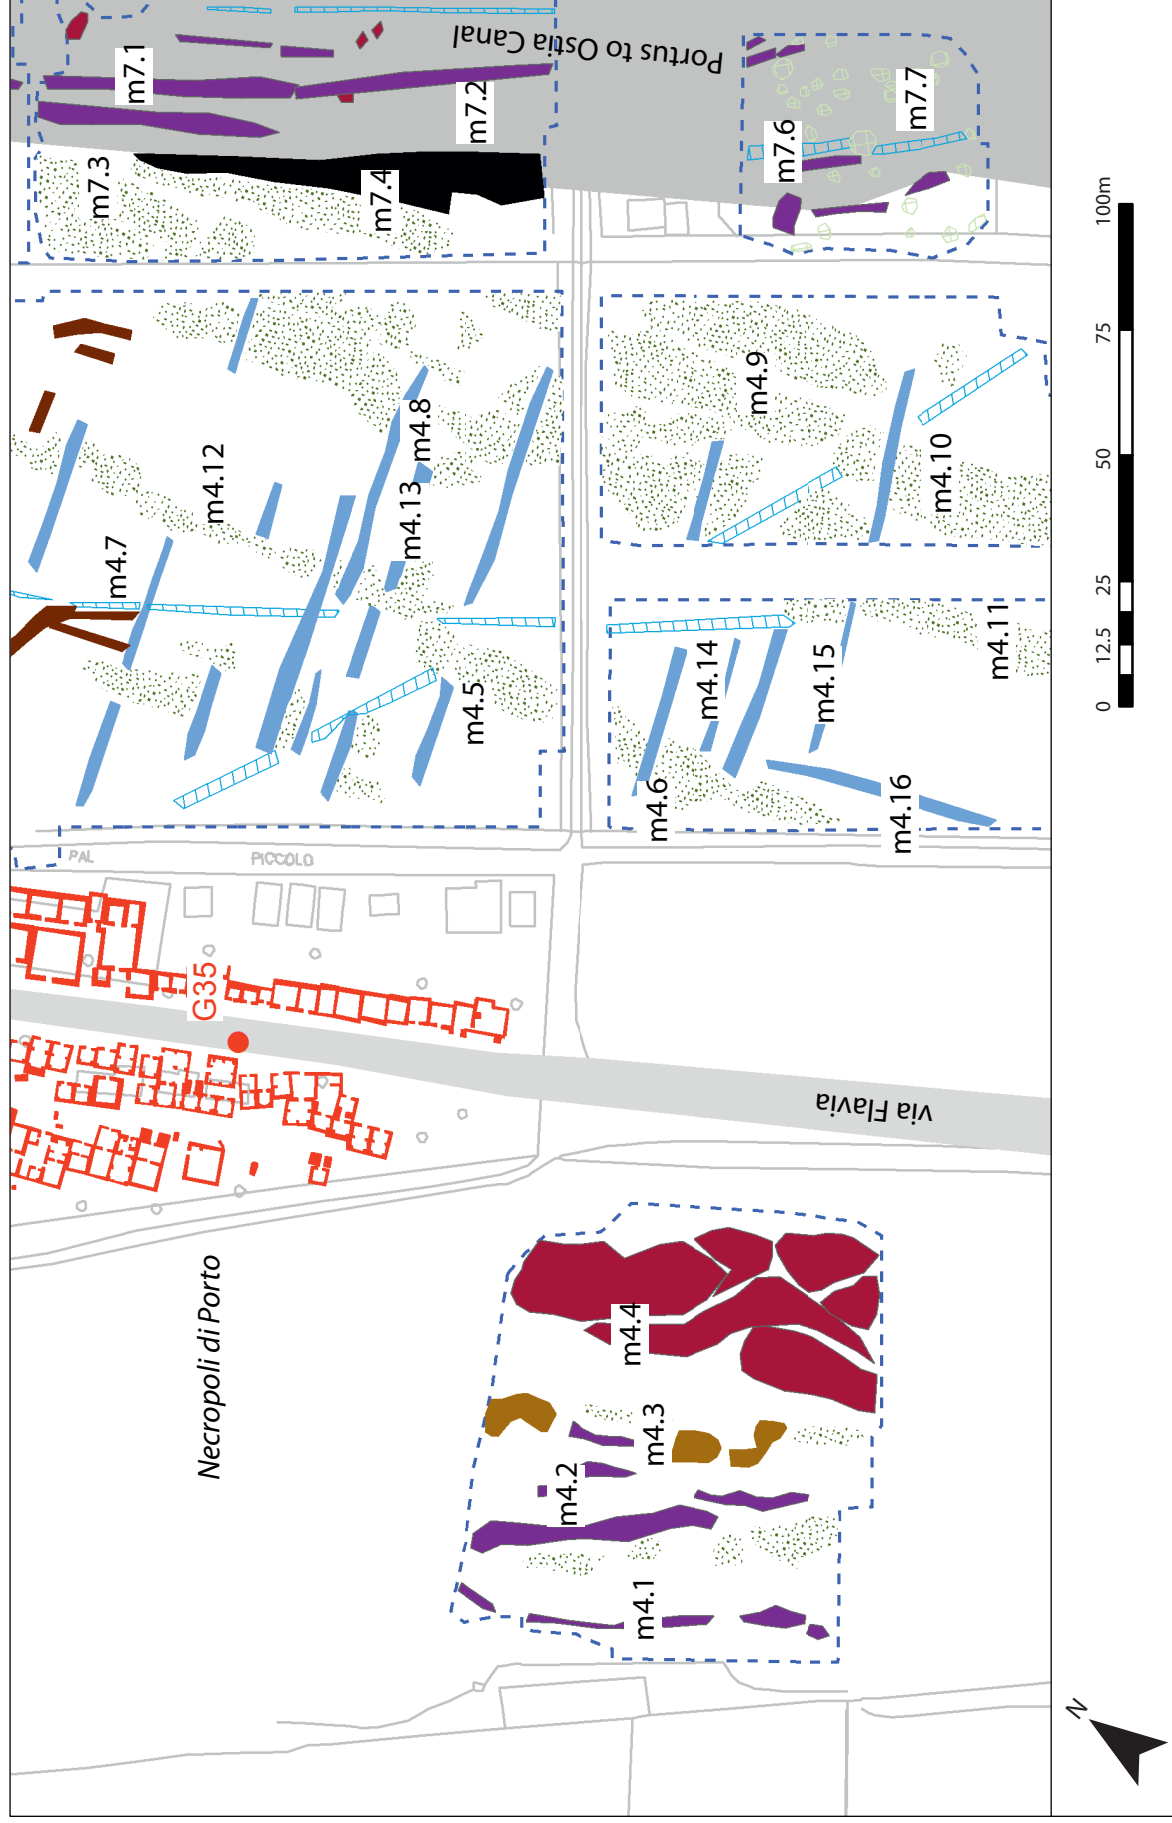 Portus to Ostia Canal
m7.1
m7.2
m7.3
m7.4
m7.6
m7.7
m4.7
m4.12
m4.8
m4.13
m4.5
m4.9
m4.10
m4.14
m4.15
m4.11
m4.6
m4.16
PAL
PICCOLO
G35
via Flavia
Necropoli di Porto
m4.4
m4.3
m4.2
m4.1
0 12.5 25 50 75 100m
N